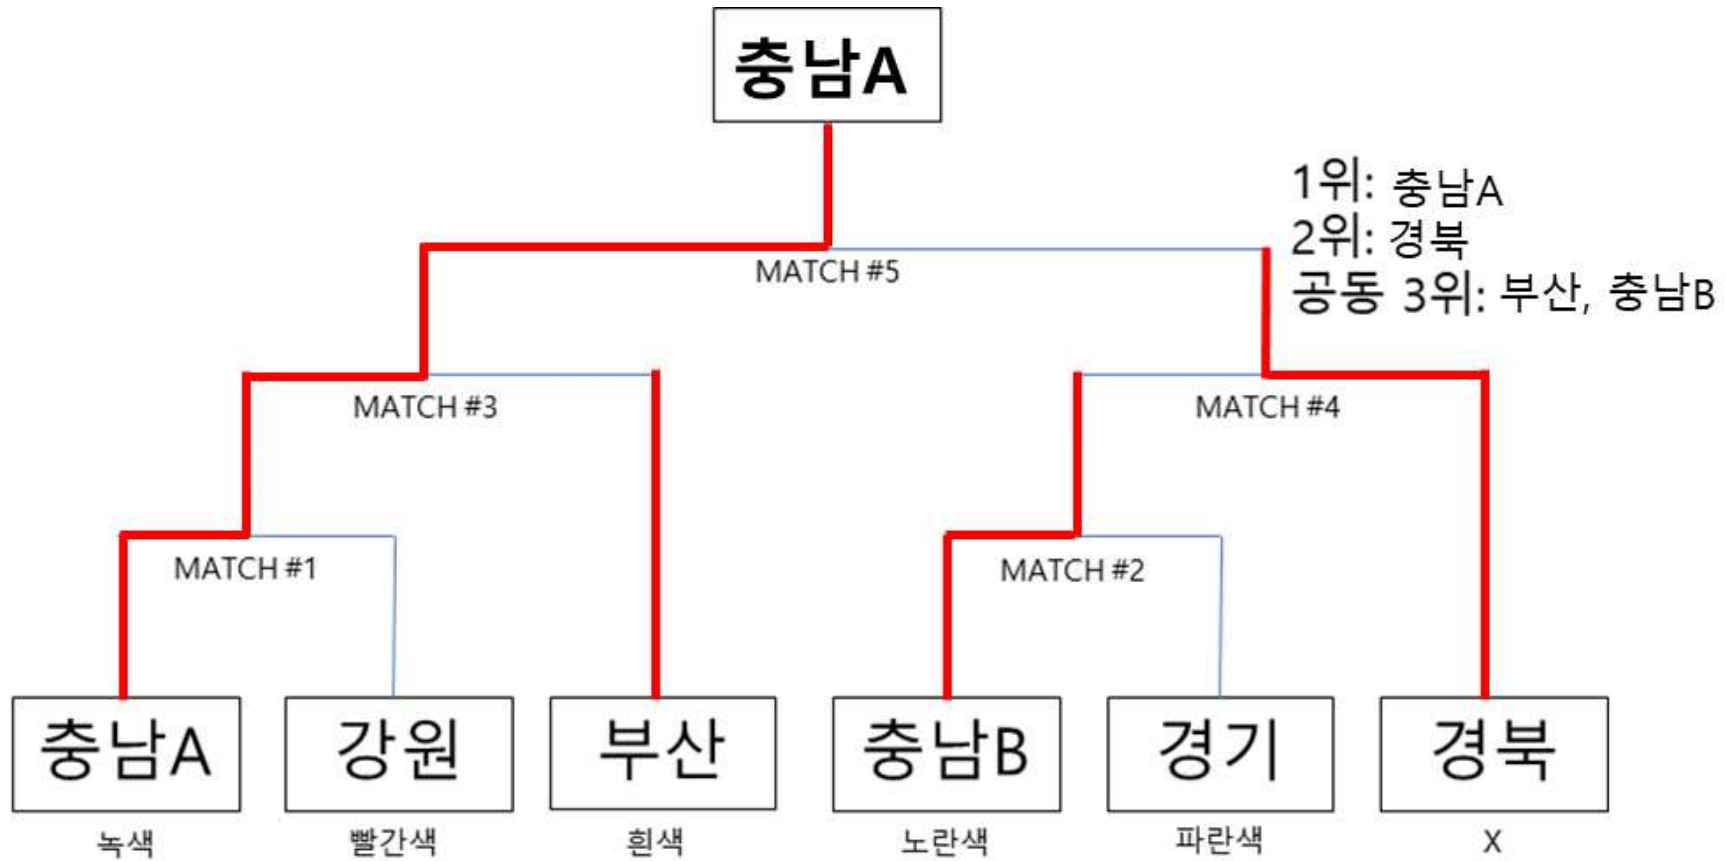 충남A
1위: 충남A
2위: 경북
공동 3위: 부산, 충남B
MATCH #5
MATCH #3
MATCH #4
MATCH #1
MATCH #2
충남A
강원
부산
충남B
경기
경북
녹색
빨간색
흰색
노란색
파란색
X